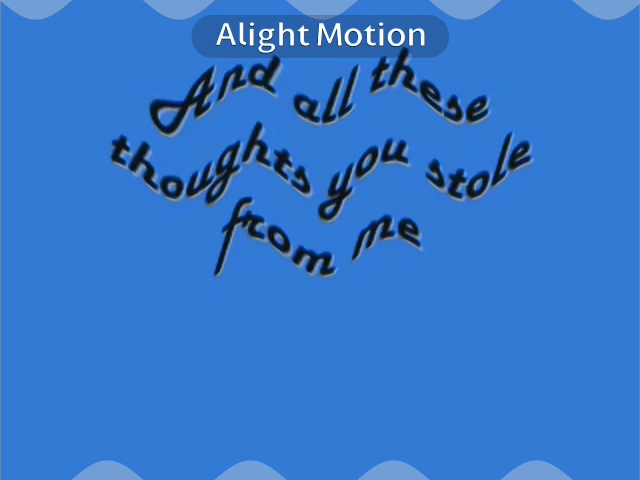 Alight Motion
And all these
thoughts you stole
from me